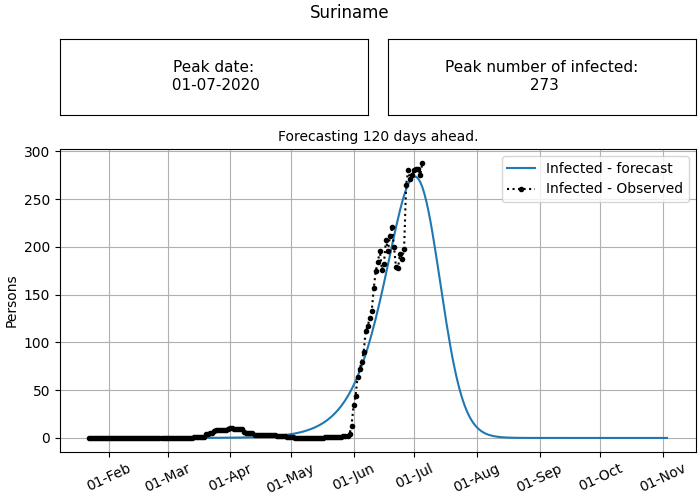 Suriname
Peak date:
01-07-2020
Peak number of infected:
273
Forecasting 120 days ahead.
300
250
200
150
100
50
0
Persons
Infected - forecast
Infected - Observed
01-Feb
01-Mar
01-Apr
01-May
01-Jun
01-Jul
01-Aug
01-Sep
01-Oct
01-Nov